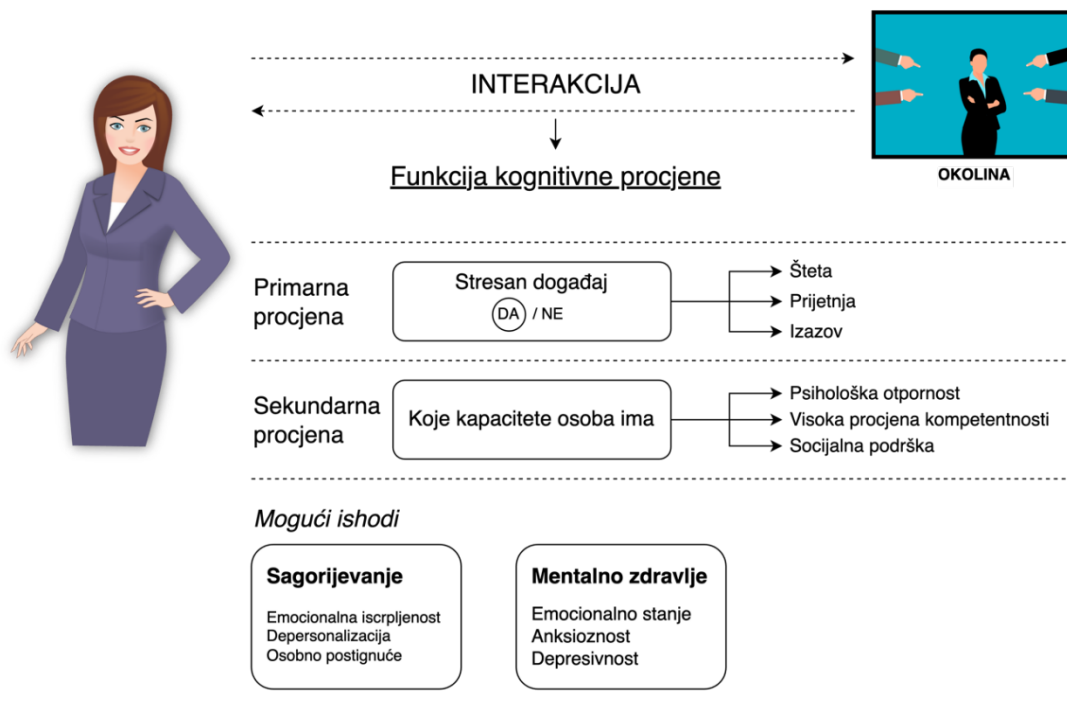 INTERAKCIJA
OKOLINA
Funkcija kognitivne procjene
Primarna
procjena
Stresan događaj
DA / NE
Šteta
Prijetnja
Izazov
Sekundarna
procjena
Koje kapacitete osoba ima
Psihološka otpornost
Visoka procjena kompetentnosti
Socijalna podrška
Mogući ishodi
Sagorijevanje
Emocionalna iscrpljenost
Depersonalizacija
Osobno postignuće
Mentalno zdravlje
Emocionalno stanje
Anksioznost
Depresivnost